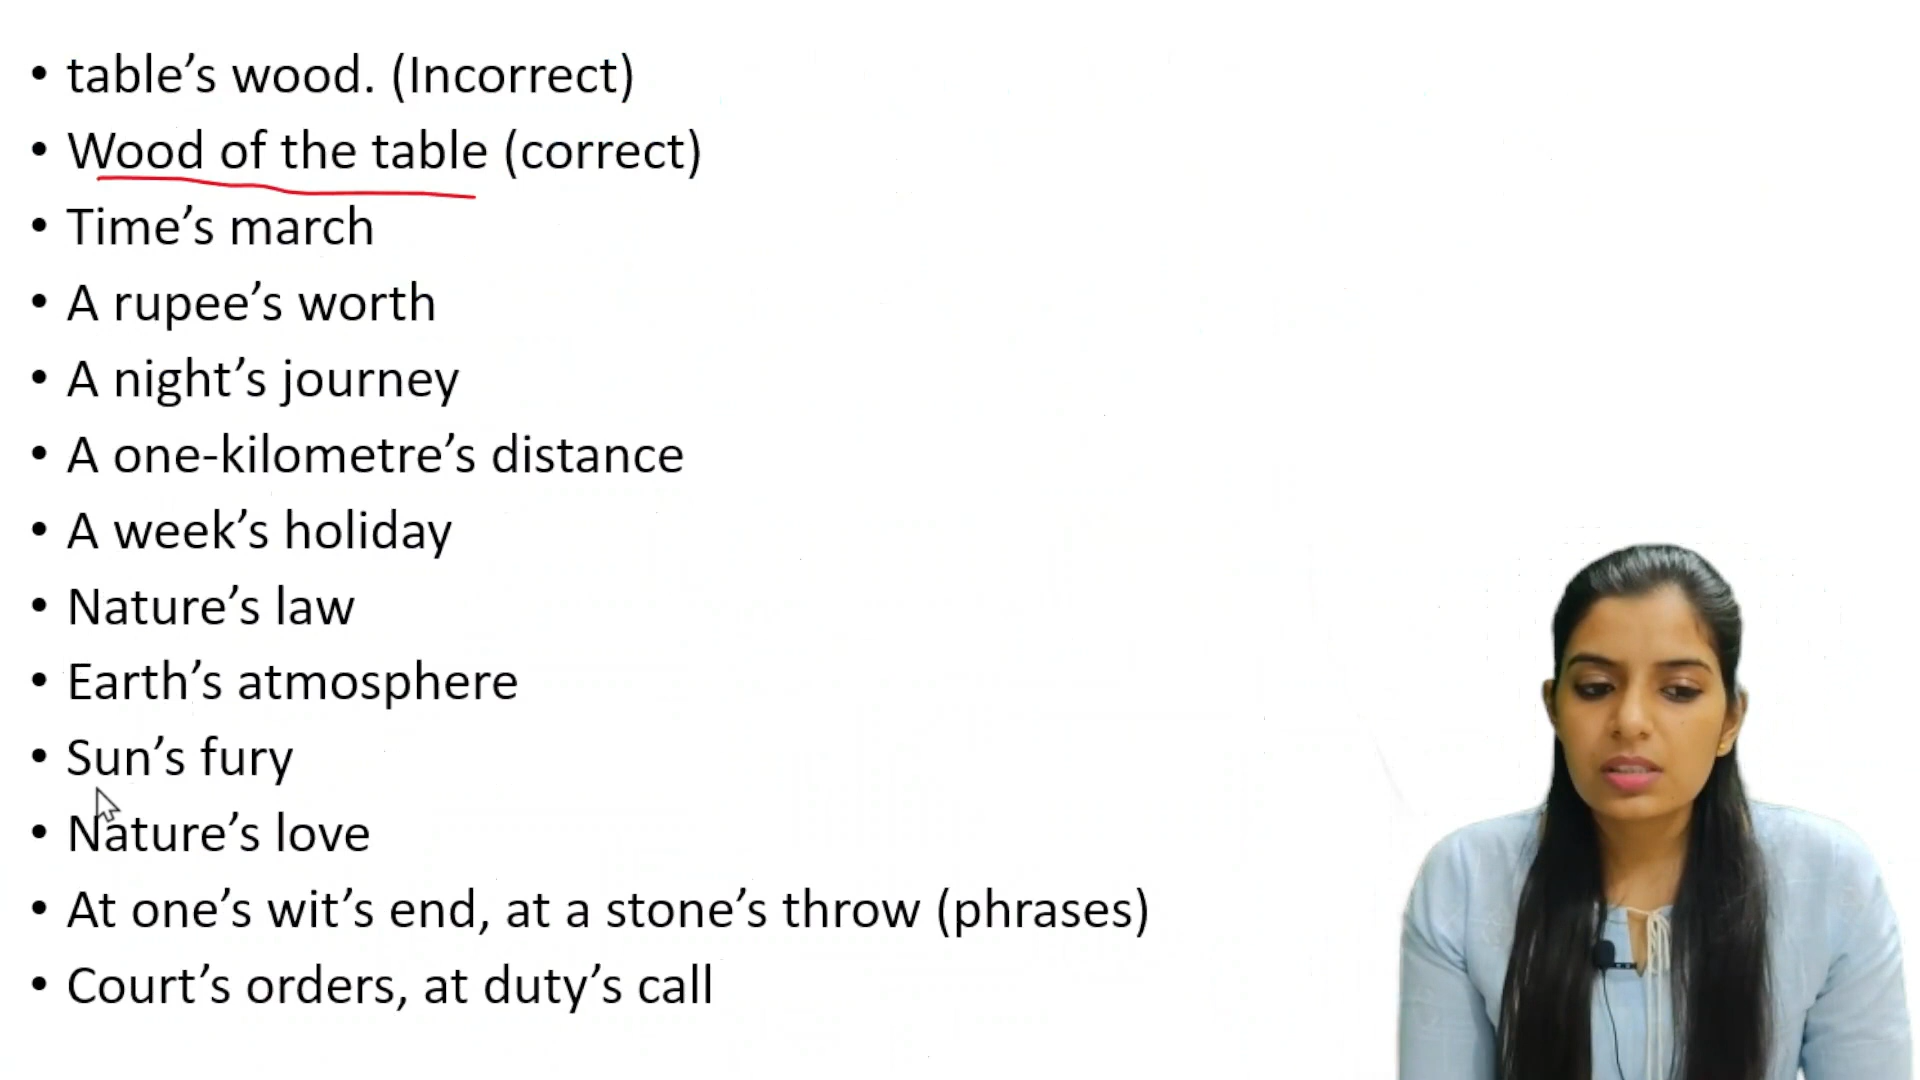 • table’s wood. (Incorrect)
• Wood of the table (correct)
• Time’s march
• A rupee’s worth
• A night’s journey
• A one-kilometre’s distance
• A week’s holiday
• Nature’s law
• Earth’s atmosphere
• Sun’s fury
• Nature’s love
• At one’s wit’s end, at a stone’s throw (phrases)
• Court’s orders, at duty’s call